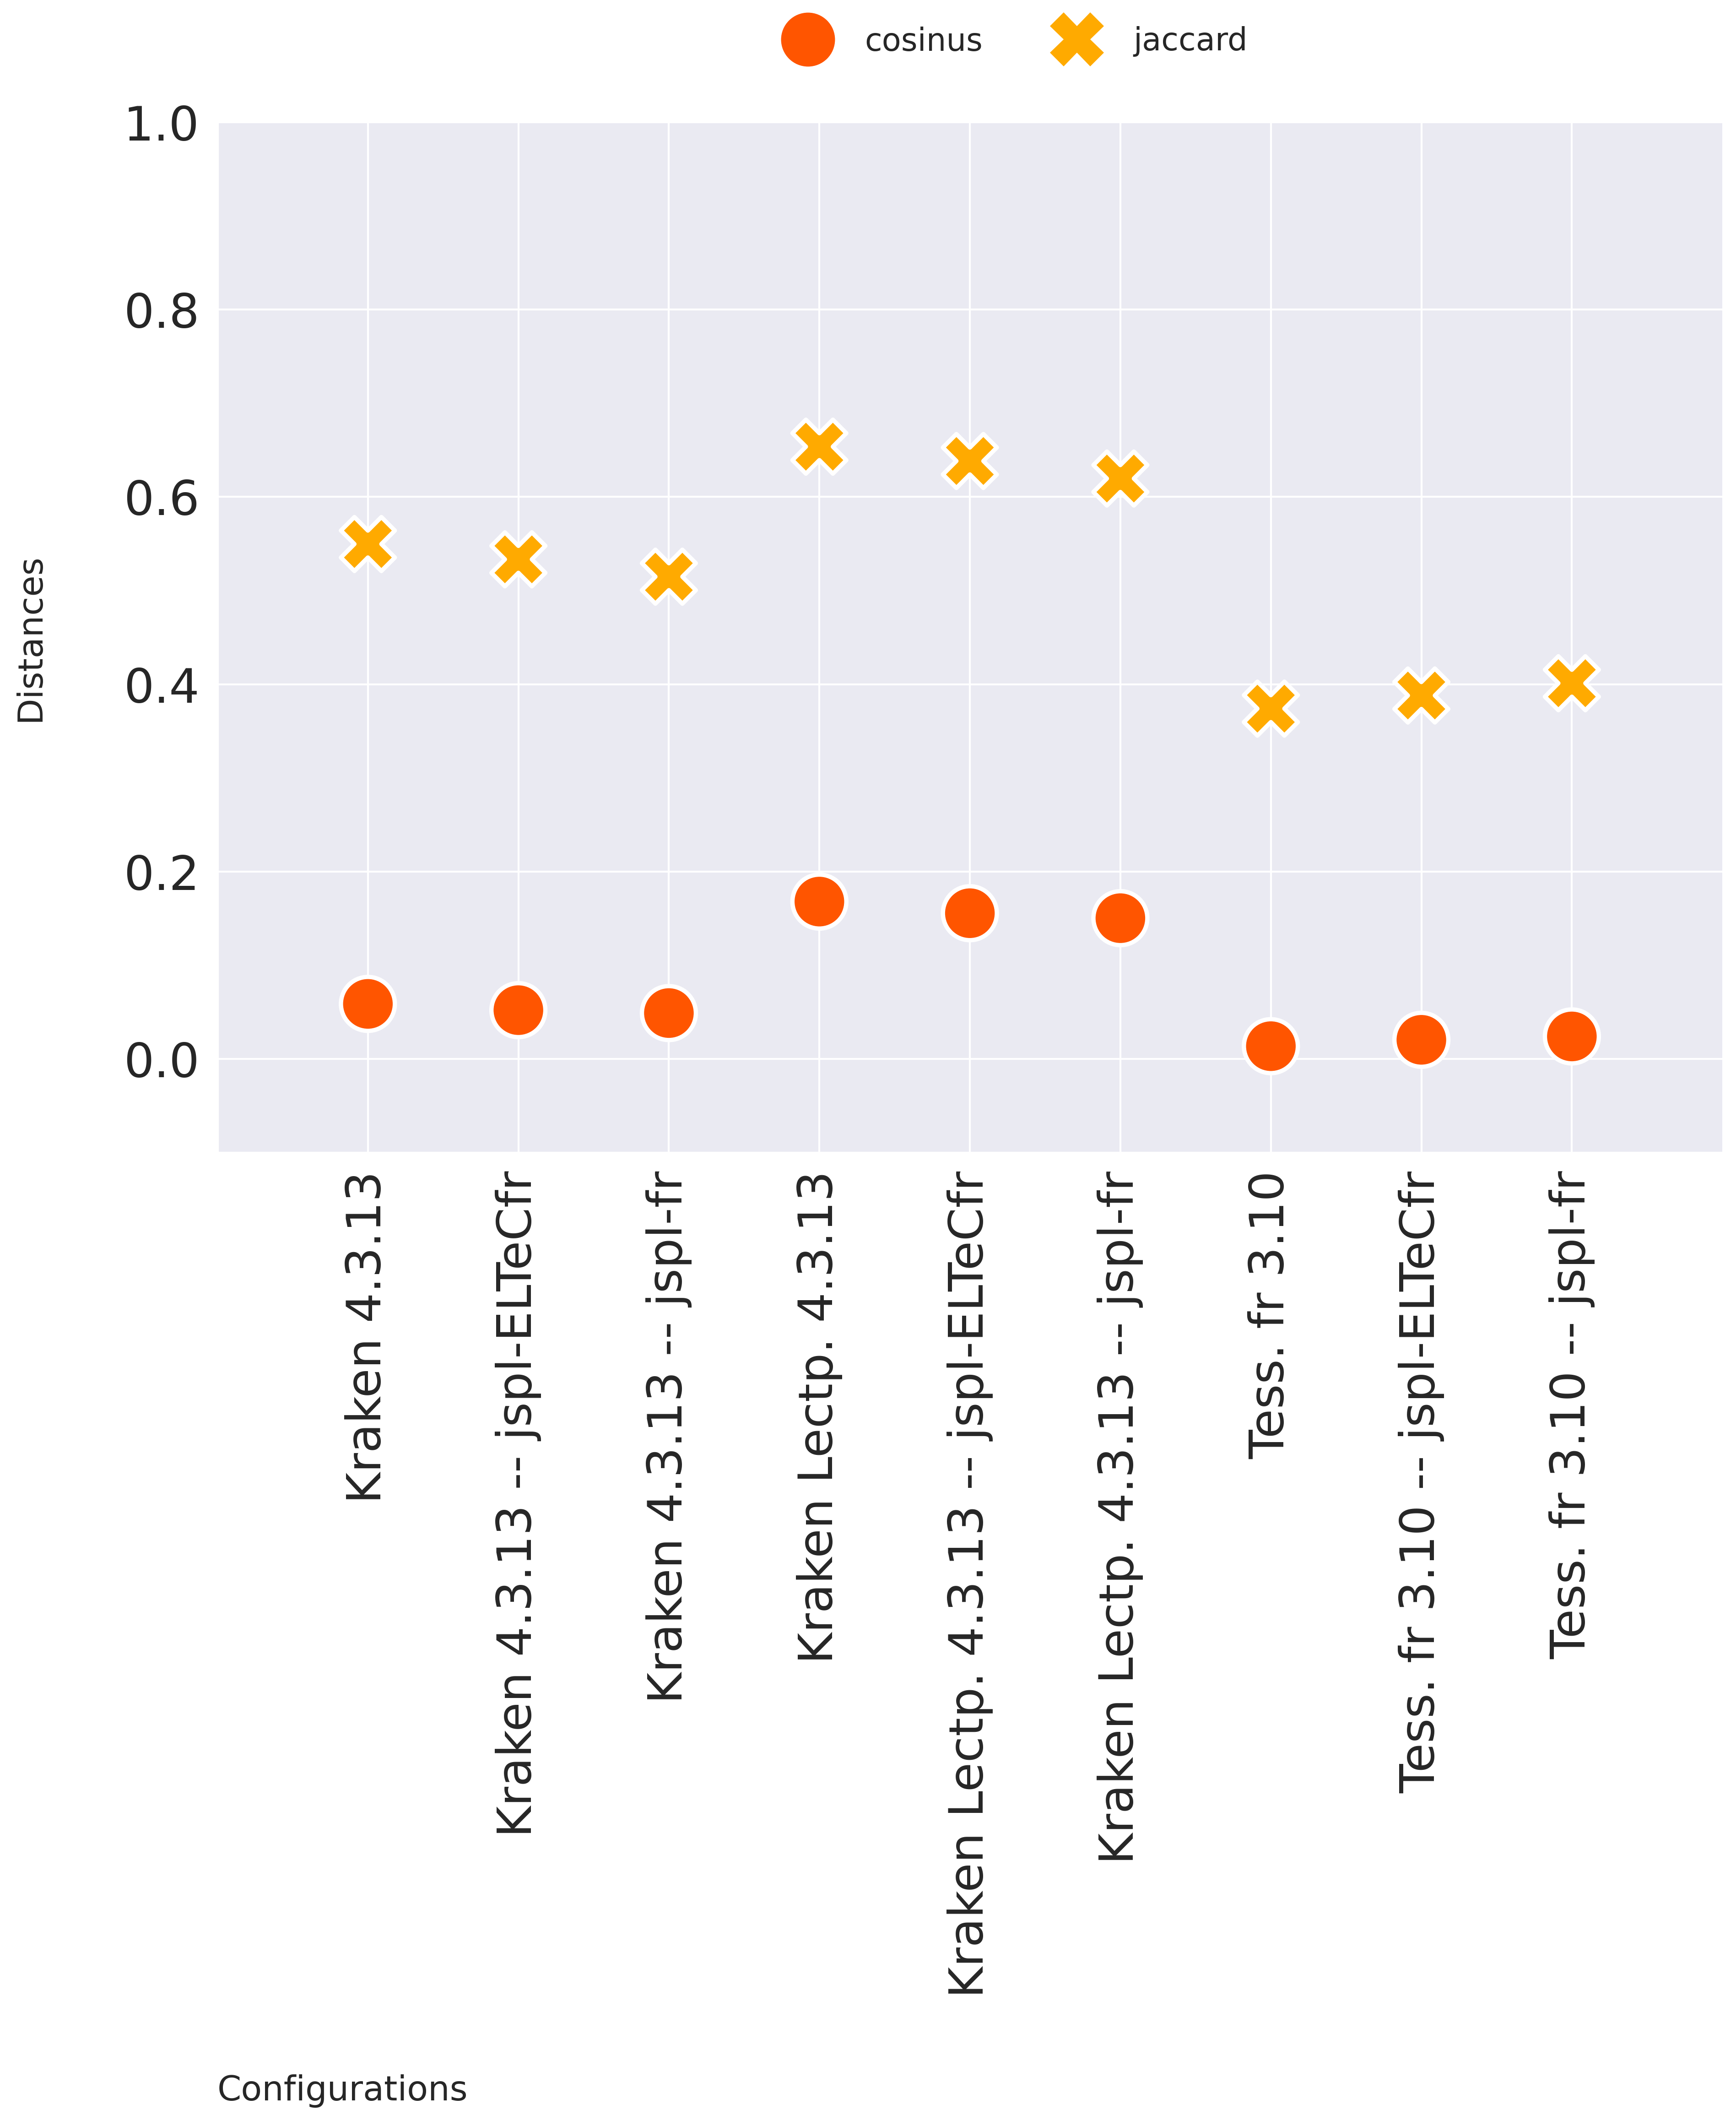 cosinus
jaccard
1.0
0.8
0.6
0.4
0.2
0.0
Distances
Kraken 4.3.13
Kraken 4.3.13 -- jspl-ELTeCfr
Kraken 4.3.13 -- jspl-fr
Kraken Lectp. 4.3.13
Kraken Lectp. 4.3.13 -- jspl-ELTeCfr
Kraken Lectp. 4.3.13 -- jspl-fr
Tess. fr 3.10
Tess. fr 3.10 -- jspl-ELTeCfr
Tess. fr 3.10 -- jspl-fr
Configurations